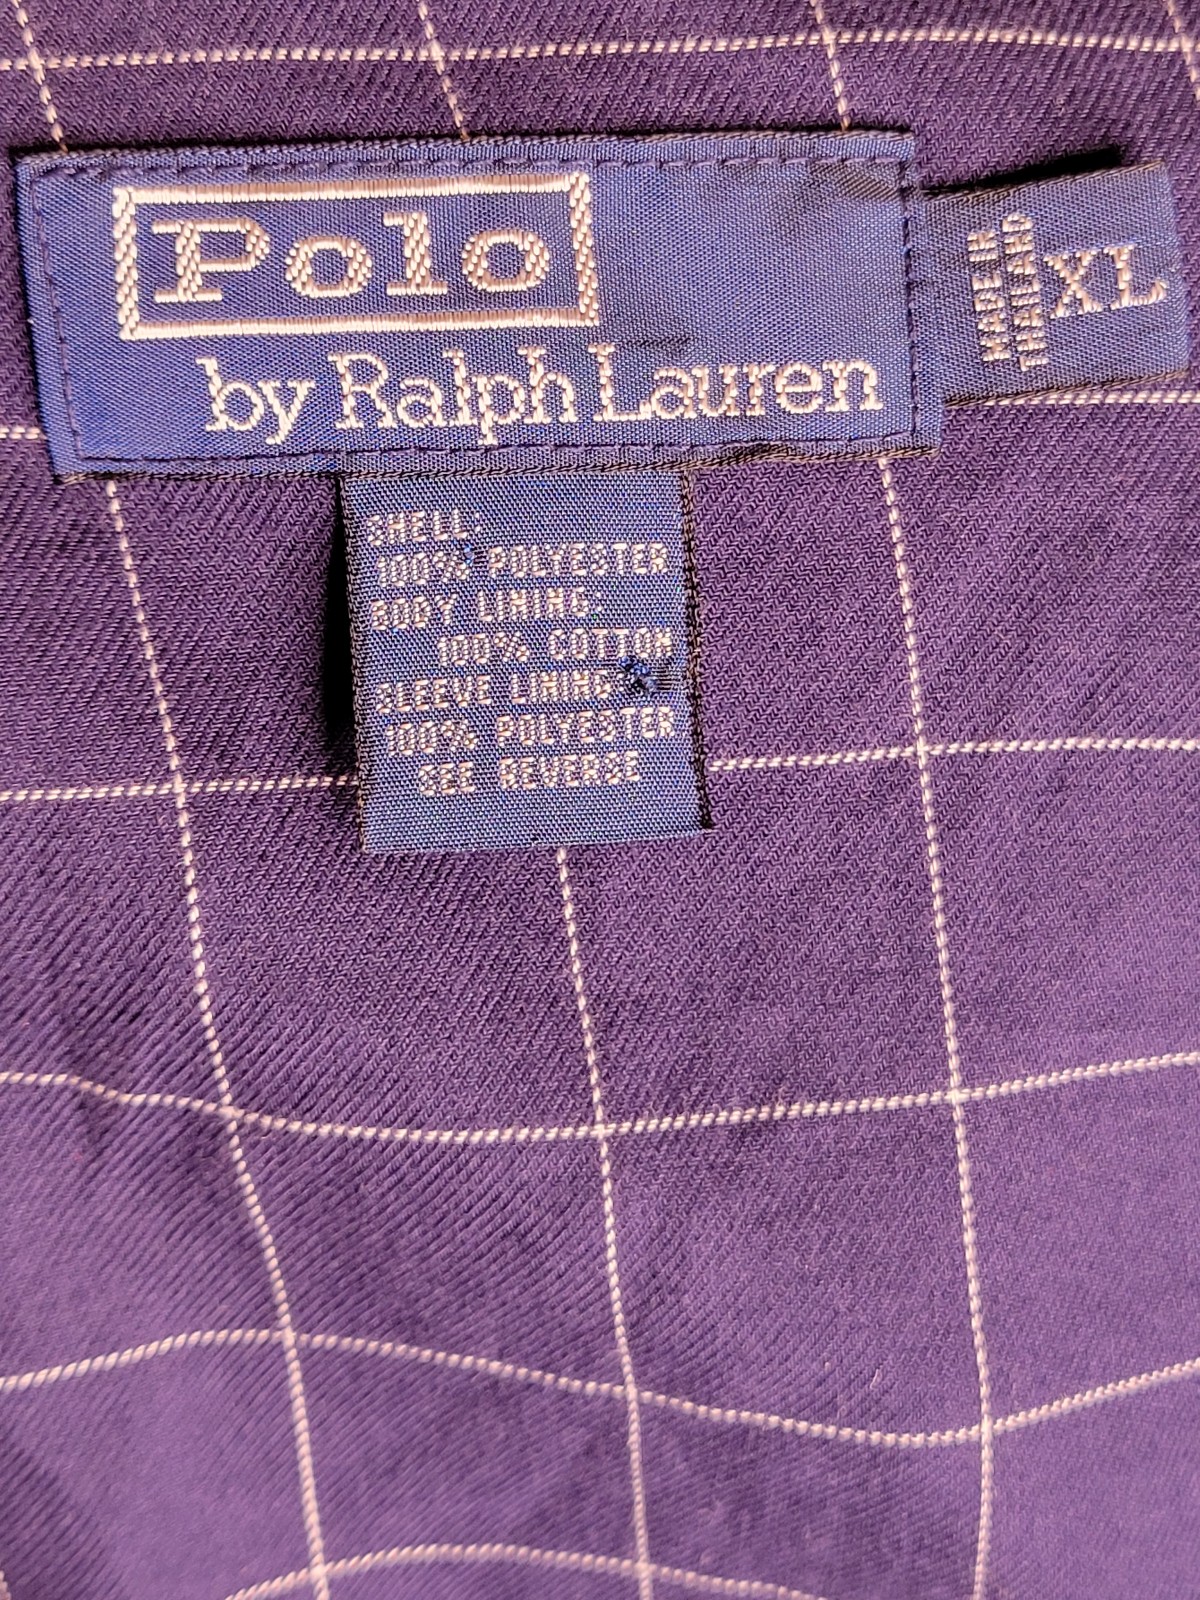 Polo
by Ralph Lauren
MADE IN
THAILAND
XL
SHELL:
100% POLYESTER
BODY LINING:
100% COTTON
SLEEVE LINING
100% POLYESTER
SEE REVERSE